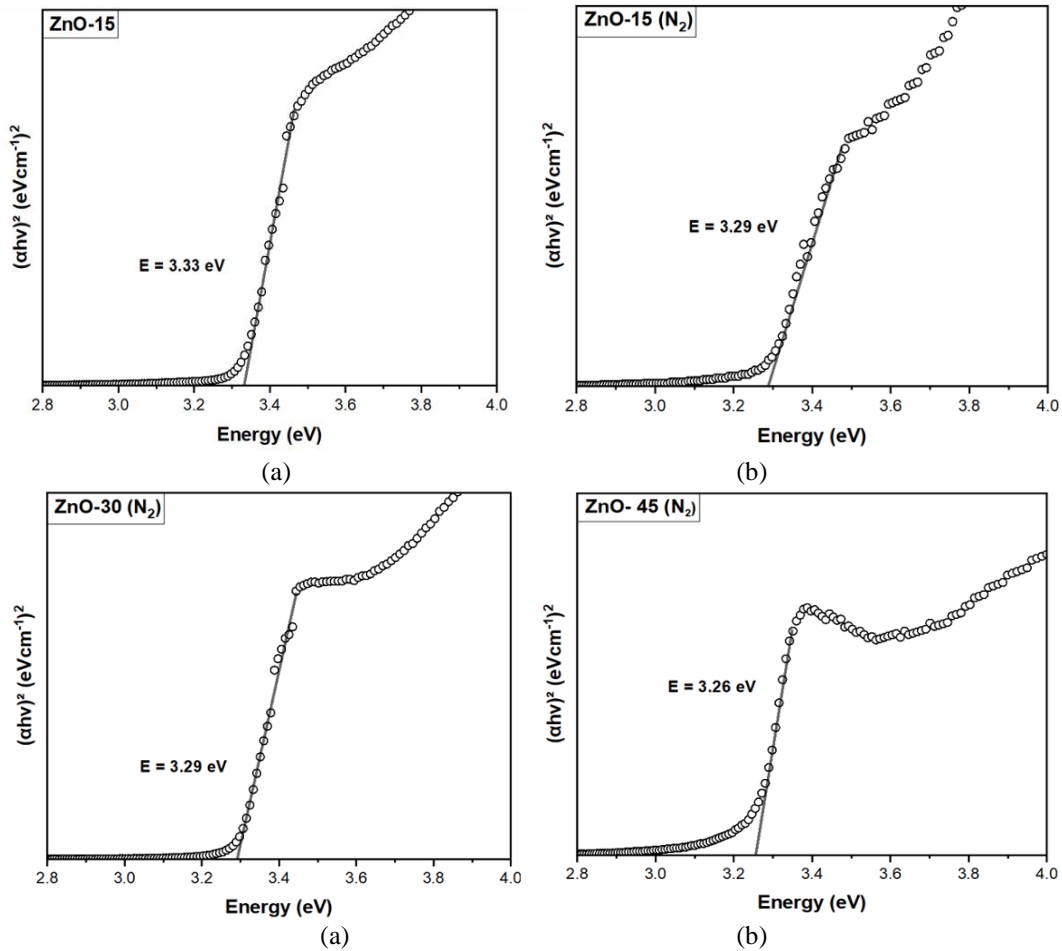 ZnO-15
(αhν)² (eVcm⁻¹)²
E = 3.33 eV
2.8 3.0 3.2 3.4 3.6 3.8 4.0
Energy (eV)
(a)
ZnO-15 (N₂)
(αhν)² (eVcm⁻¹)²
E = 3.29 eV
2.8 3.0 3.2 3.4 3.6 3.8 4.0
Energy (eV)
(b)
ZnO-30 (N₂)
(αhν)² (eVcm⁻¹)²
E = 3.29 eV
2.8 3.0 3.2 3.4 3.6 3.8 4.0
Energy (eV)
(a)
ZnO- 45 (N₂)
(αhν)² (eVcm⁻¹)²
E = 3.26 eV
2.8 3.0 3.2 3.4 3.6 3.8 4.0
Energy (eV)
(b)